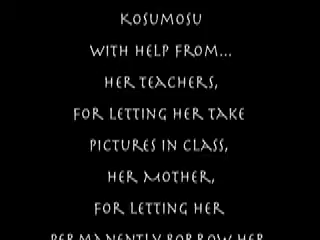 Kosumosu
with help from...
her teachers,
for letting her take
pictures in class,
her mother,
for letting her
permanently borrow her